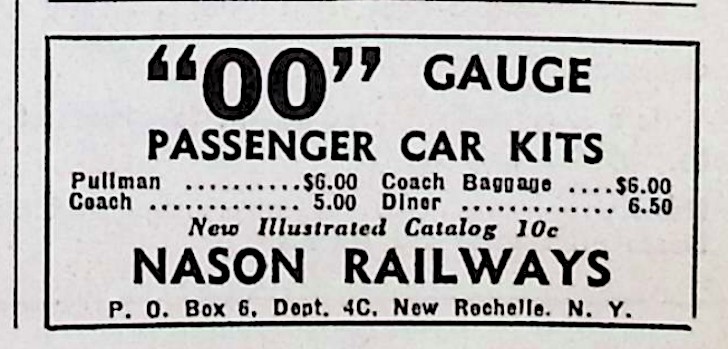 "OO" GAUGE
PASSENGER CAR KITS
Pullman ..........$6.00 Coach Baggage ....$6.00
Coach ............. 5.00 Diner ............. 6.50
New Illustrated Catalog 10c
NASON RAILWAYS
P. O. Box 6, Dept. 4C, New Rochelle, N. Y.